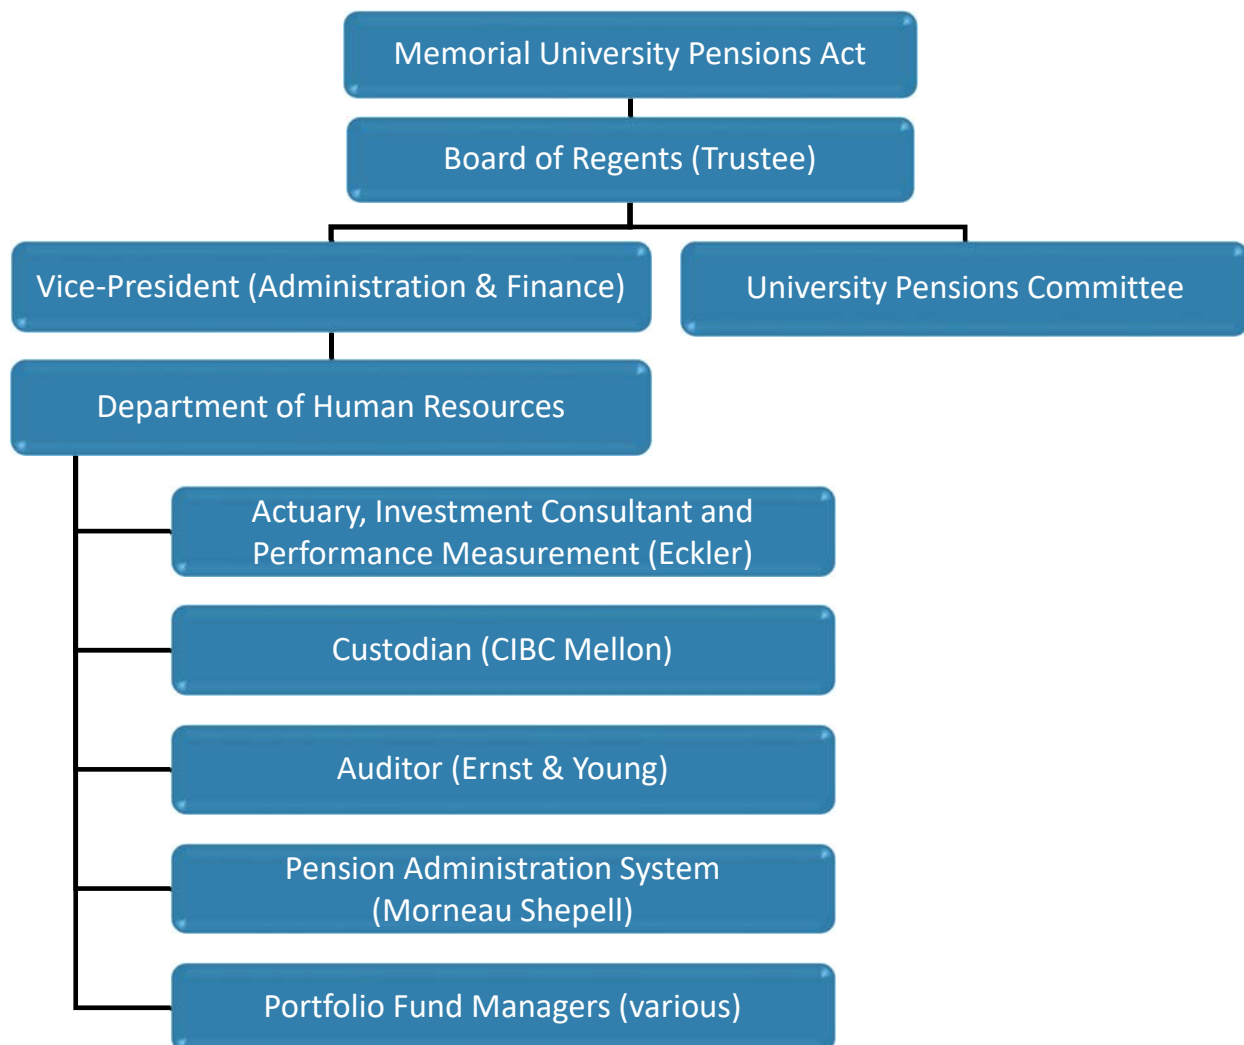 Memorial University Pensions Act
Board of Regents (Trustee)
Vice-President (Administration & Finance)
University Pensions Committee
Department of Human Resources
Actuary, Investment Consultant and
Performance Measurement (Eckler)
Custodian (CIBC Mellon)
Auditor (Ernst & Young)
Pension Administration System
(Morneau Shepell)
Portfolio Fund Managers (various)